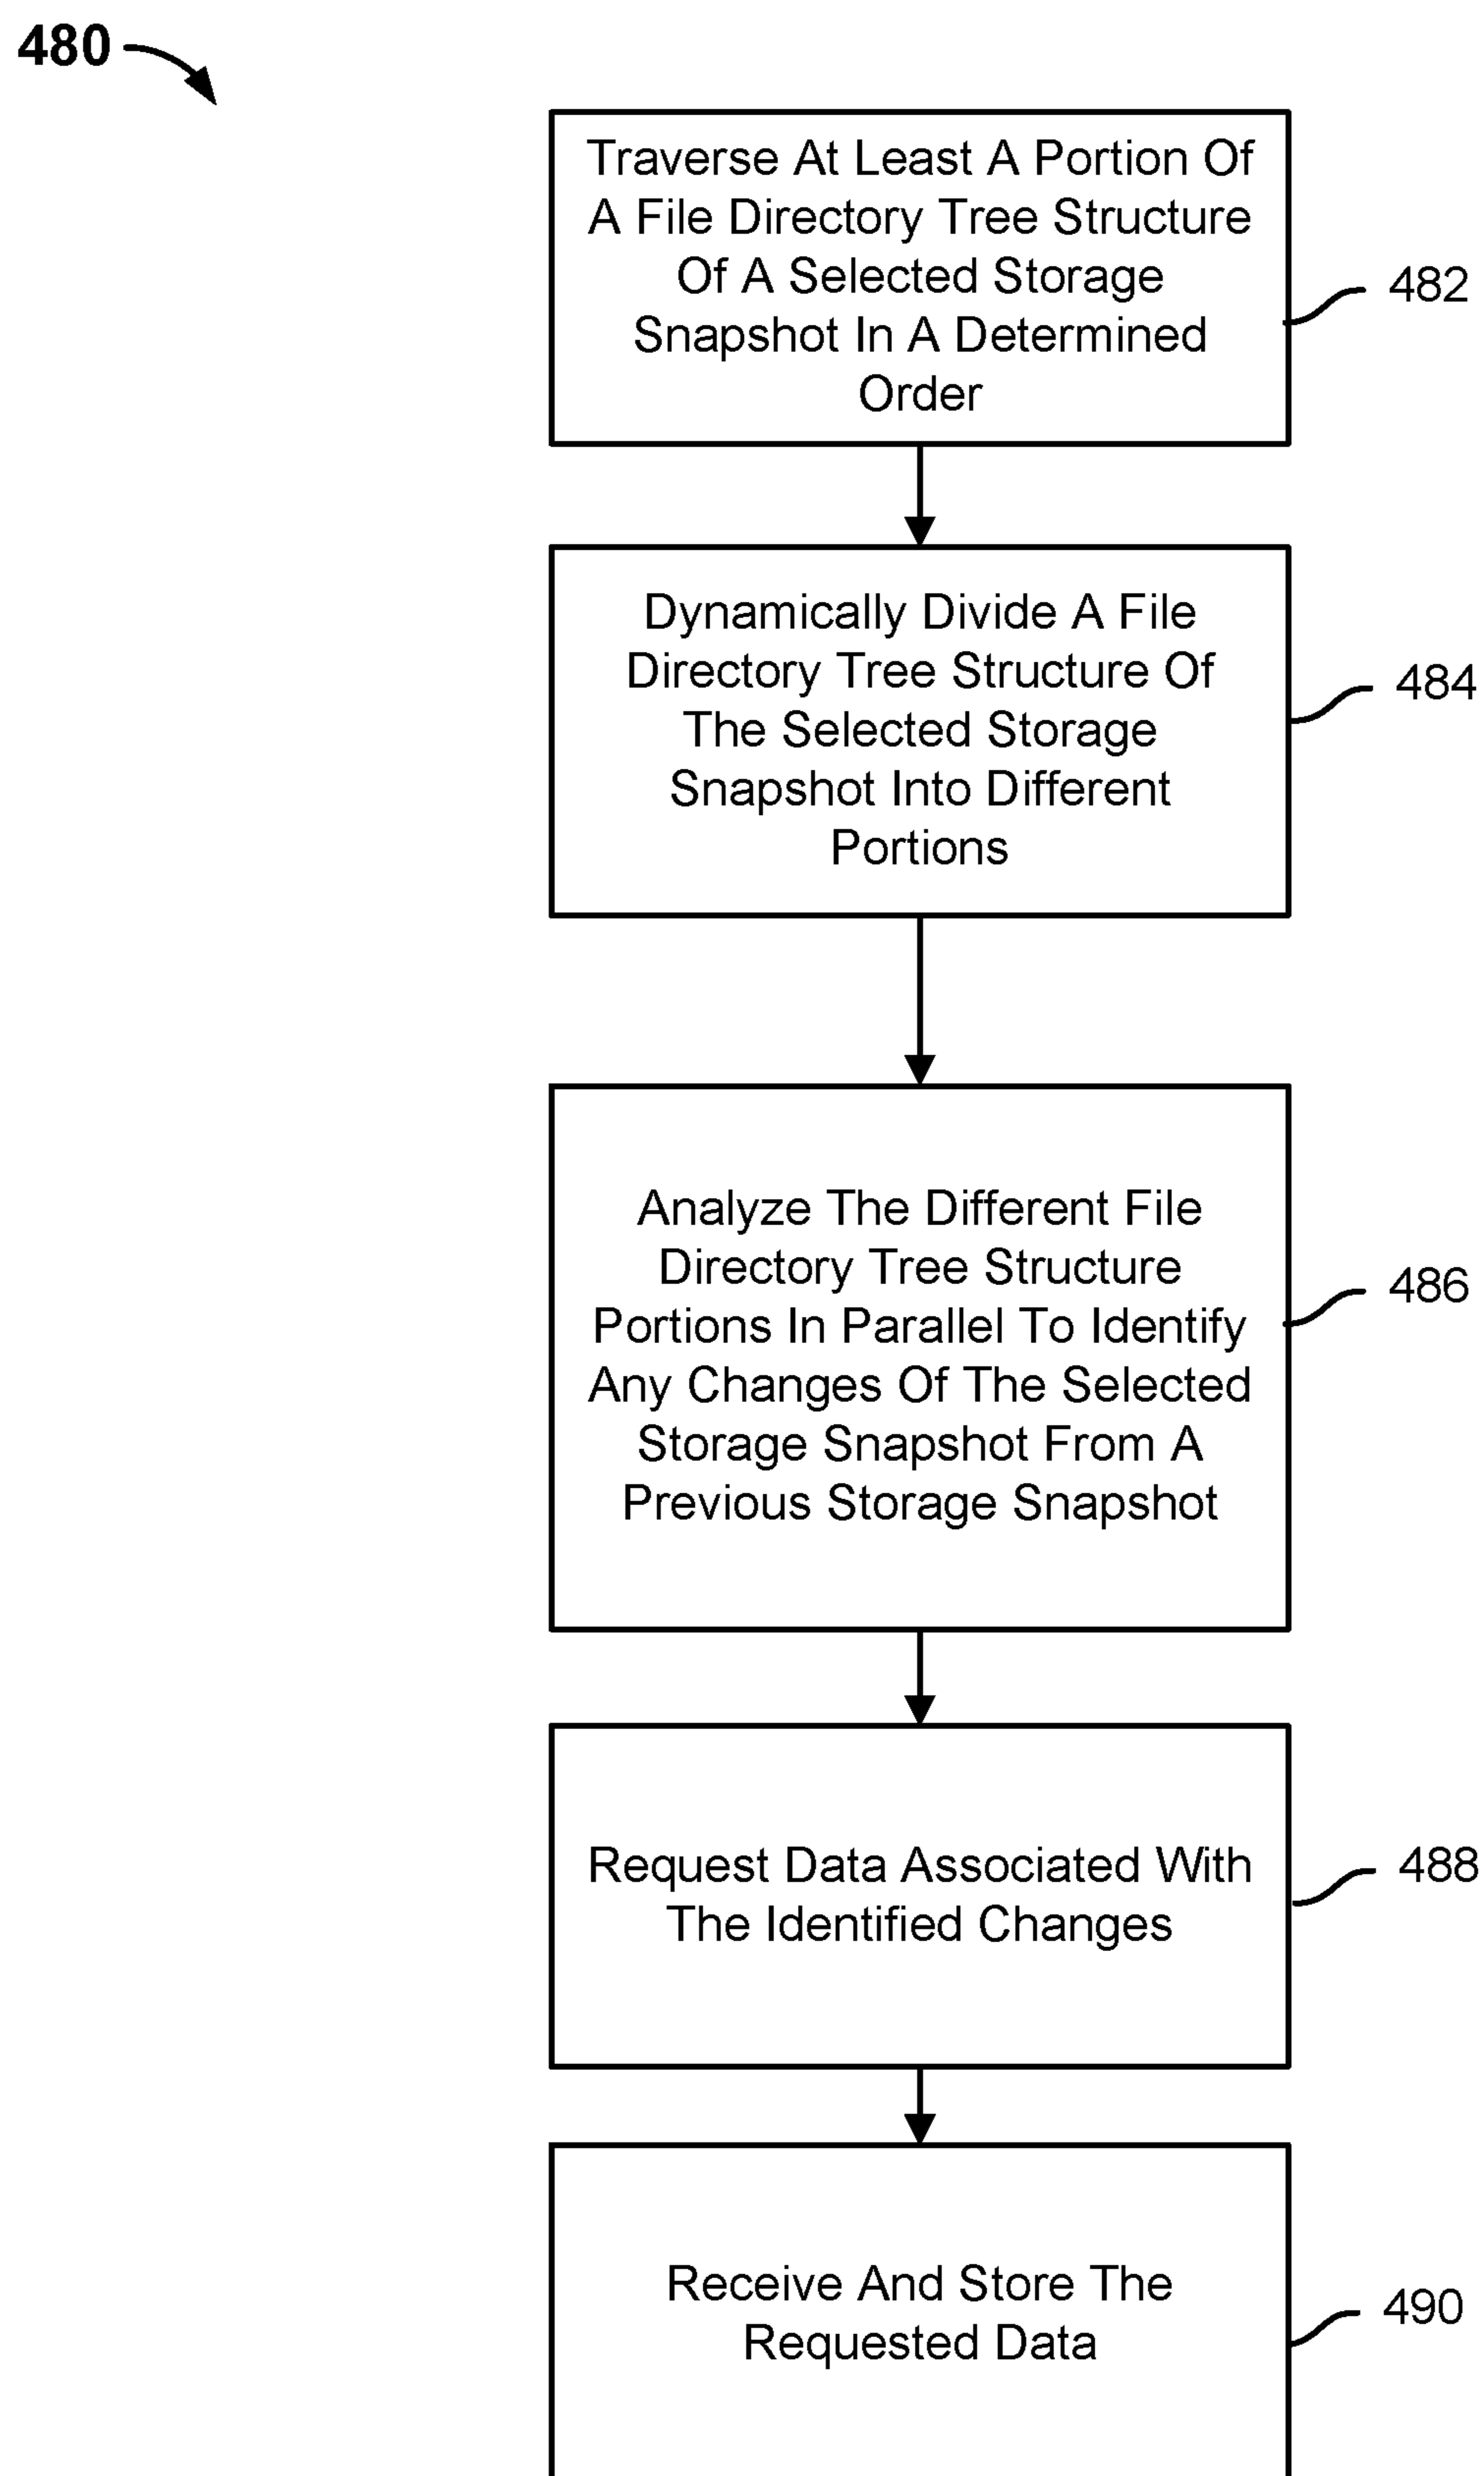 480
Traverse At Least A Portion Of
A File Directory Tree Structure
Of A Selected Storage
Snapshot In A Determined
Order
482
Dynamically Divide A File
Directory Tree Structure Of
The Selected Storage
Snapshot Into Different
Portions
484
Analyze The Different File
Directory Tree Structure
Portions In Parallel To Identify
Any Changes Of The Selected
Storage Snapshot From A
Previous Storage Snapshot
486
Request Data Associated With
The Identified Changes
488
Receive And Store The
Requested Data
490